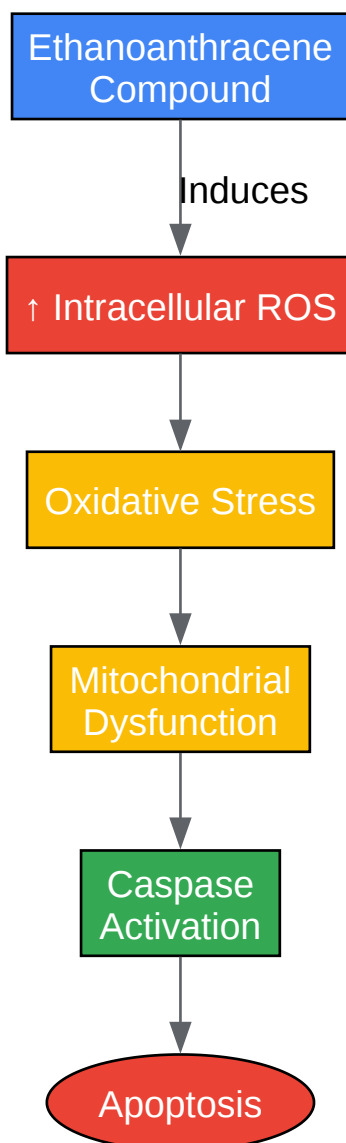 Ethanoanthracene
Compound
Induces
↑ Intracellular ROS
Oxidative Stress
Mitochondrial
Dysfunction
Caspase
Activation
Apoptosis